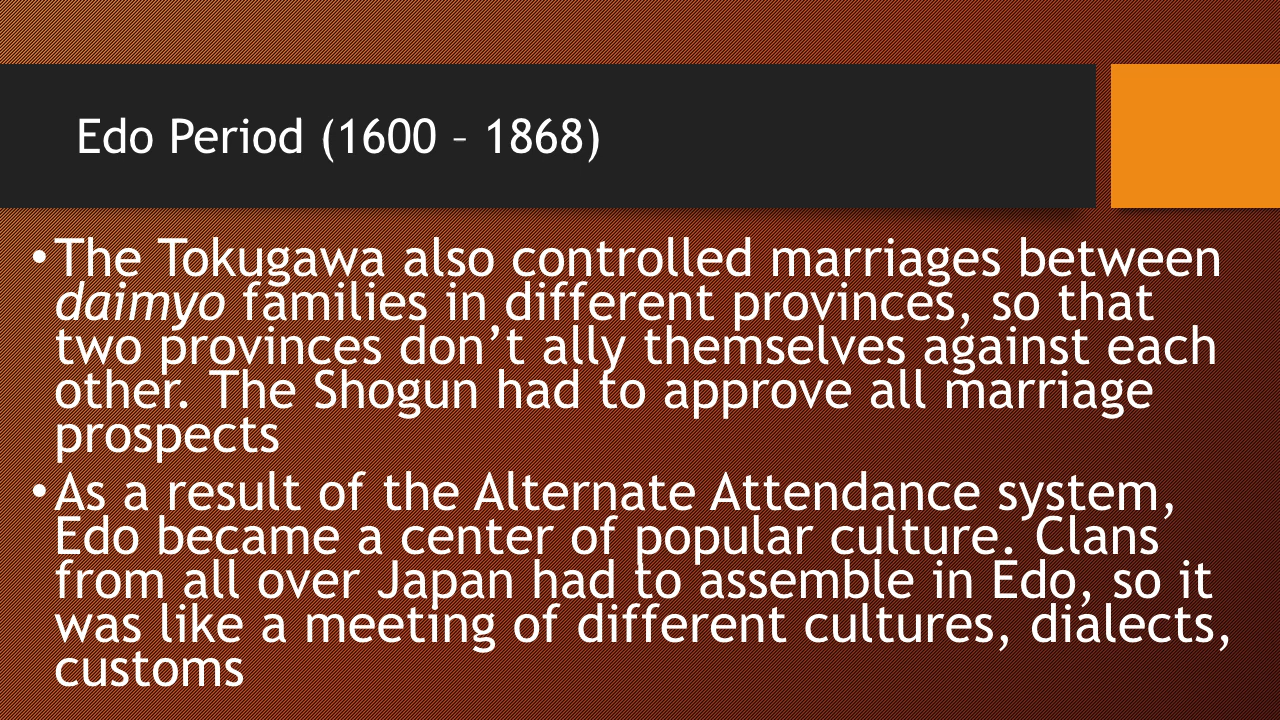 Edo Period (1600 – 1868)
•The Tokugawa also controlled marriages between
daimyo families in different provinces, so that
two provinces don’t ally themselves against each
other. The Shogun had to approve all marriage
prospects
•As a result of the Alternate Attendance system,
Edo became a center of popular culture. Clans
from all over Japan had to assemble in Edo, so it
was like a meeting of different cultures, dialects,
customs